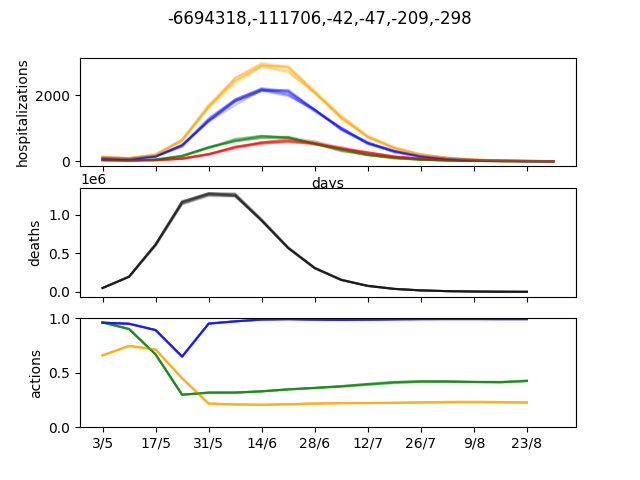 -6694318,-111706,-42,-47,-209,-298
hospitalizations
2000
0
days
1e6
deaths
1.0
0.5
0.0
actions
1.0
0.5
0.0
3/5 17/5 31/5 14/6 28/6 12/7 26/7 9/8 23/8